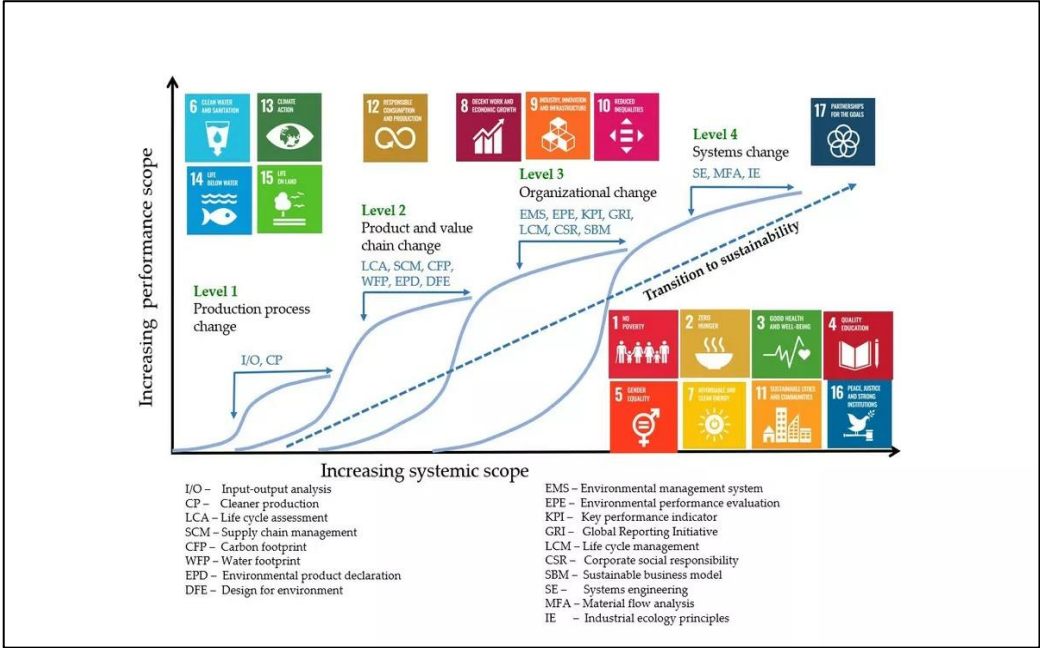 6 CLEAN WATER
AND SANITATION
13 CLIMATE
ACTION
12 RESPONSIBLE
CONSUMPTION
AND PRODUCTION
8 DECENT WORK AND
ECONOMIC GROWTH
9 INDUSTRY, INNOVATION
AND INFRASTRUCTURE
10 REDUCED
INEQUALITIES
17 PARTNERSHIPS
FOR THE GOALS
14 LIFE
BELOW WATER
15 LIFE
ON LAND
Level 4
Systems change
SE, MFA, IE
Level 3
Organizational change
EMS, EPE, KPI, GRI,
LCM, CSR, SBM
Level 2
Product and value
chain change
LCA, SCM, CFP,
WFP, EPD, DFE
Level 1
Production process
change
I/O, CP
Transition to sustainability
1 NO
POVERTY
2 ZERO
HUNGER
3 GOOD HEALTH
AND WELL-BEING
4 QUALITY
EDUCATION
5 GENDER
EQUALITY
7 AFFORDABLE AND
CLEAN ENERGY
11 SUSTAINABLE CITIES
AND COMMUNITIES
16 PEACE, JUSTICE
AND STRONG
INSTITUTIONS
Increasing performance scope
Increasing systemic scope
I/O – Input-output analysis
CP – Cleaner production
LCA – Life cycle assessment
SCM – Supply chain management
CFP – Carbon footprint
WFP – Water footprint
EPD – Environmental product declaration
DFE – Design for environment
EMS – Environmental management system
EPE – Environmental performance evaluation
KPI – Key performance indicator
GRI – Global Reporting Initiative
LCM – Life cycle management
CSR – Corporate social responsibility
SBM – Sustainable business model
SE – Systems engineering
MFA – Material flow analysis
IE – Industrial ecology principles